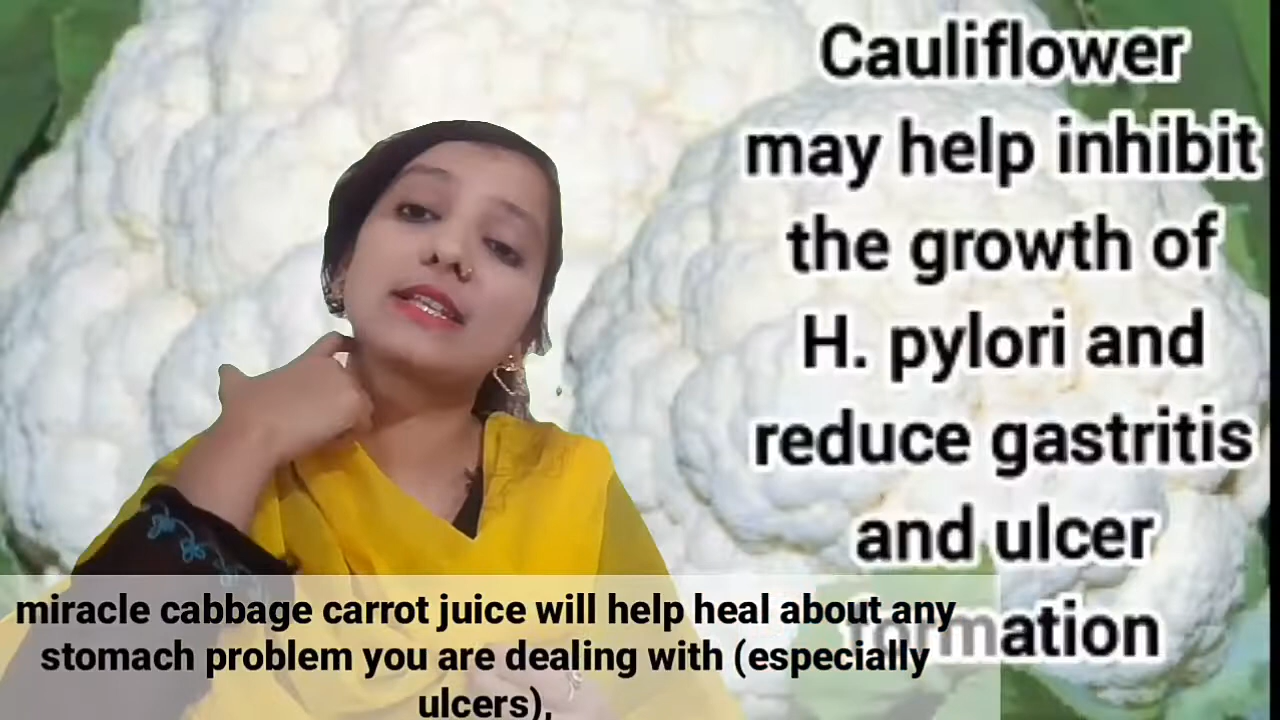 Cauliflower
may help inhibit
the growth of
H. pylori and
reduce gastritis
and ulcer
formation
miracle cabbage carrot juice will help heal about any
stomach problem you are dealing with (especially
ulcers),